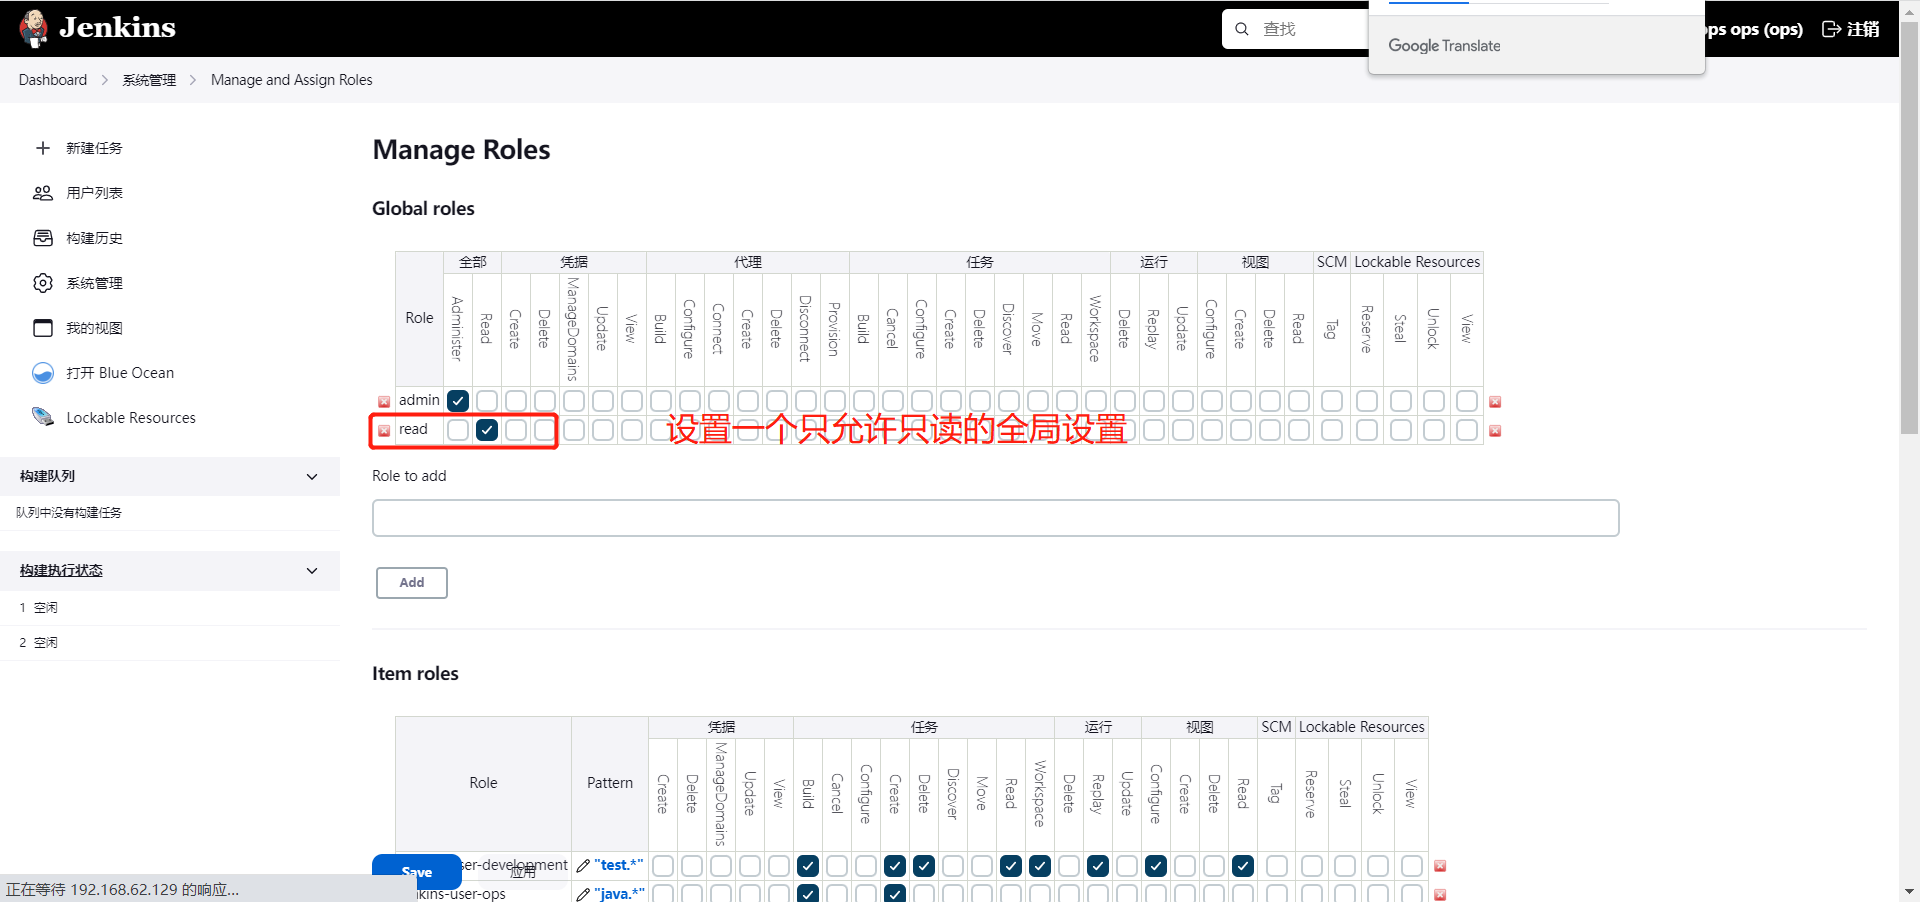 Jenkins
查找
Google Translate
ops ops (ops)
注销
Dashboard
系统管理
Manage and Assign Roles
新建任务
用户列表
构建历史
系统管理
我的视图
打开 Blue Ocean
Lockable Resources
构建队列
队列中没有构建任务
构建执行状态
1 空闲
2 空闲
Manage Roles
Global roles
Role
全部 凭据 代理 任务 运行 视图 SCM Lockable Resources
Administer Read Create Delete ManageDomains Update View Build Configure Connect Create Delete Disconnect Provision Build Cancel Configure Create Delete Discover Move Read Workspace Delete Replay Update Configure Create Delete Read Tag Reserve Steal Unlock View
admin
read
设置一个只允许只读的全局设置
Role to add
Add
Item roles
Role Pattern
凭据 任务 运行 视图 SCM Lockable Resources
Create Delete ManageDomains Update View Build Cancel Configure Create Delete Discover Move Read Workspace Delete Replay Update Configure Create Delete Read Tag Reserve Steal Unlock View
ser-development "test.*"
Save
应用
kins-user-ops "java.*"
正在等待 192.168.62.129 的响应...